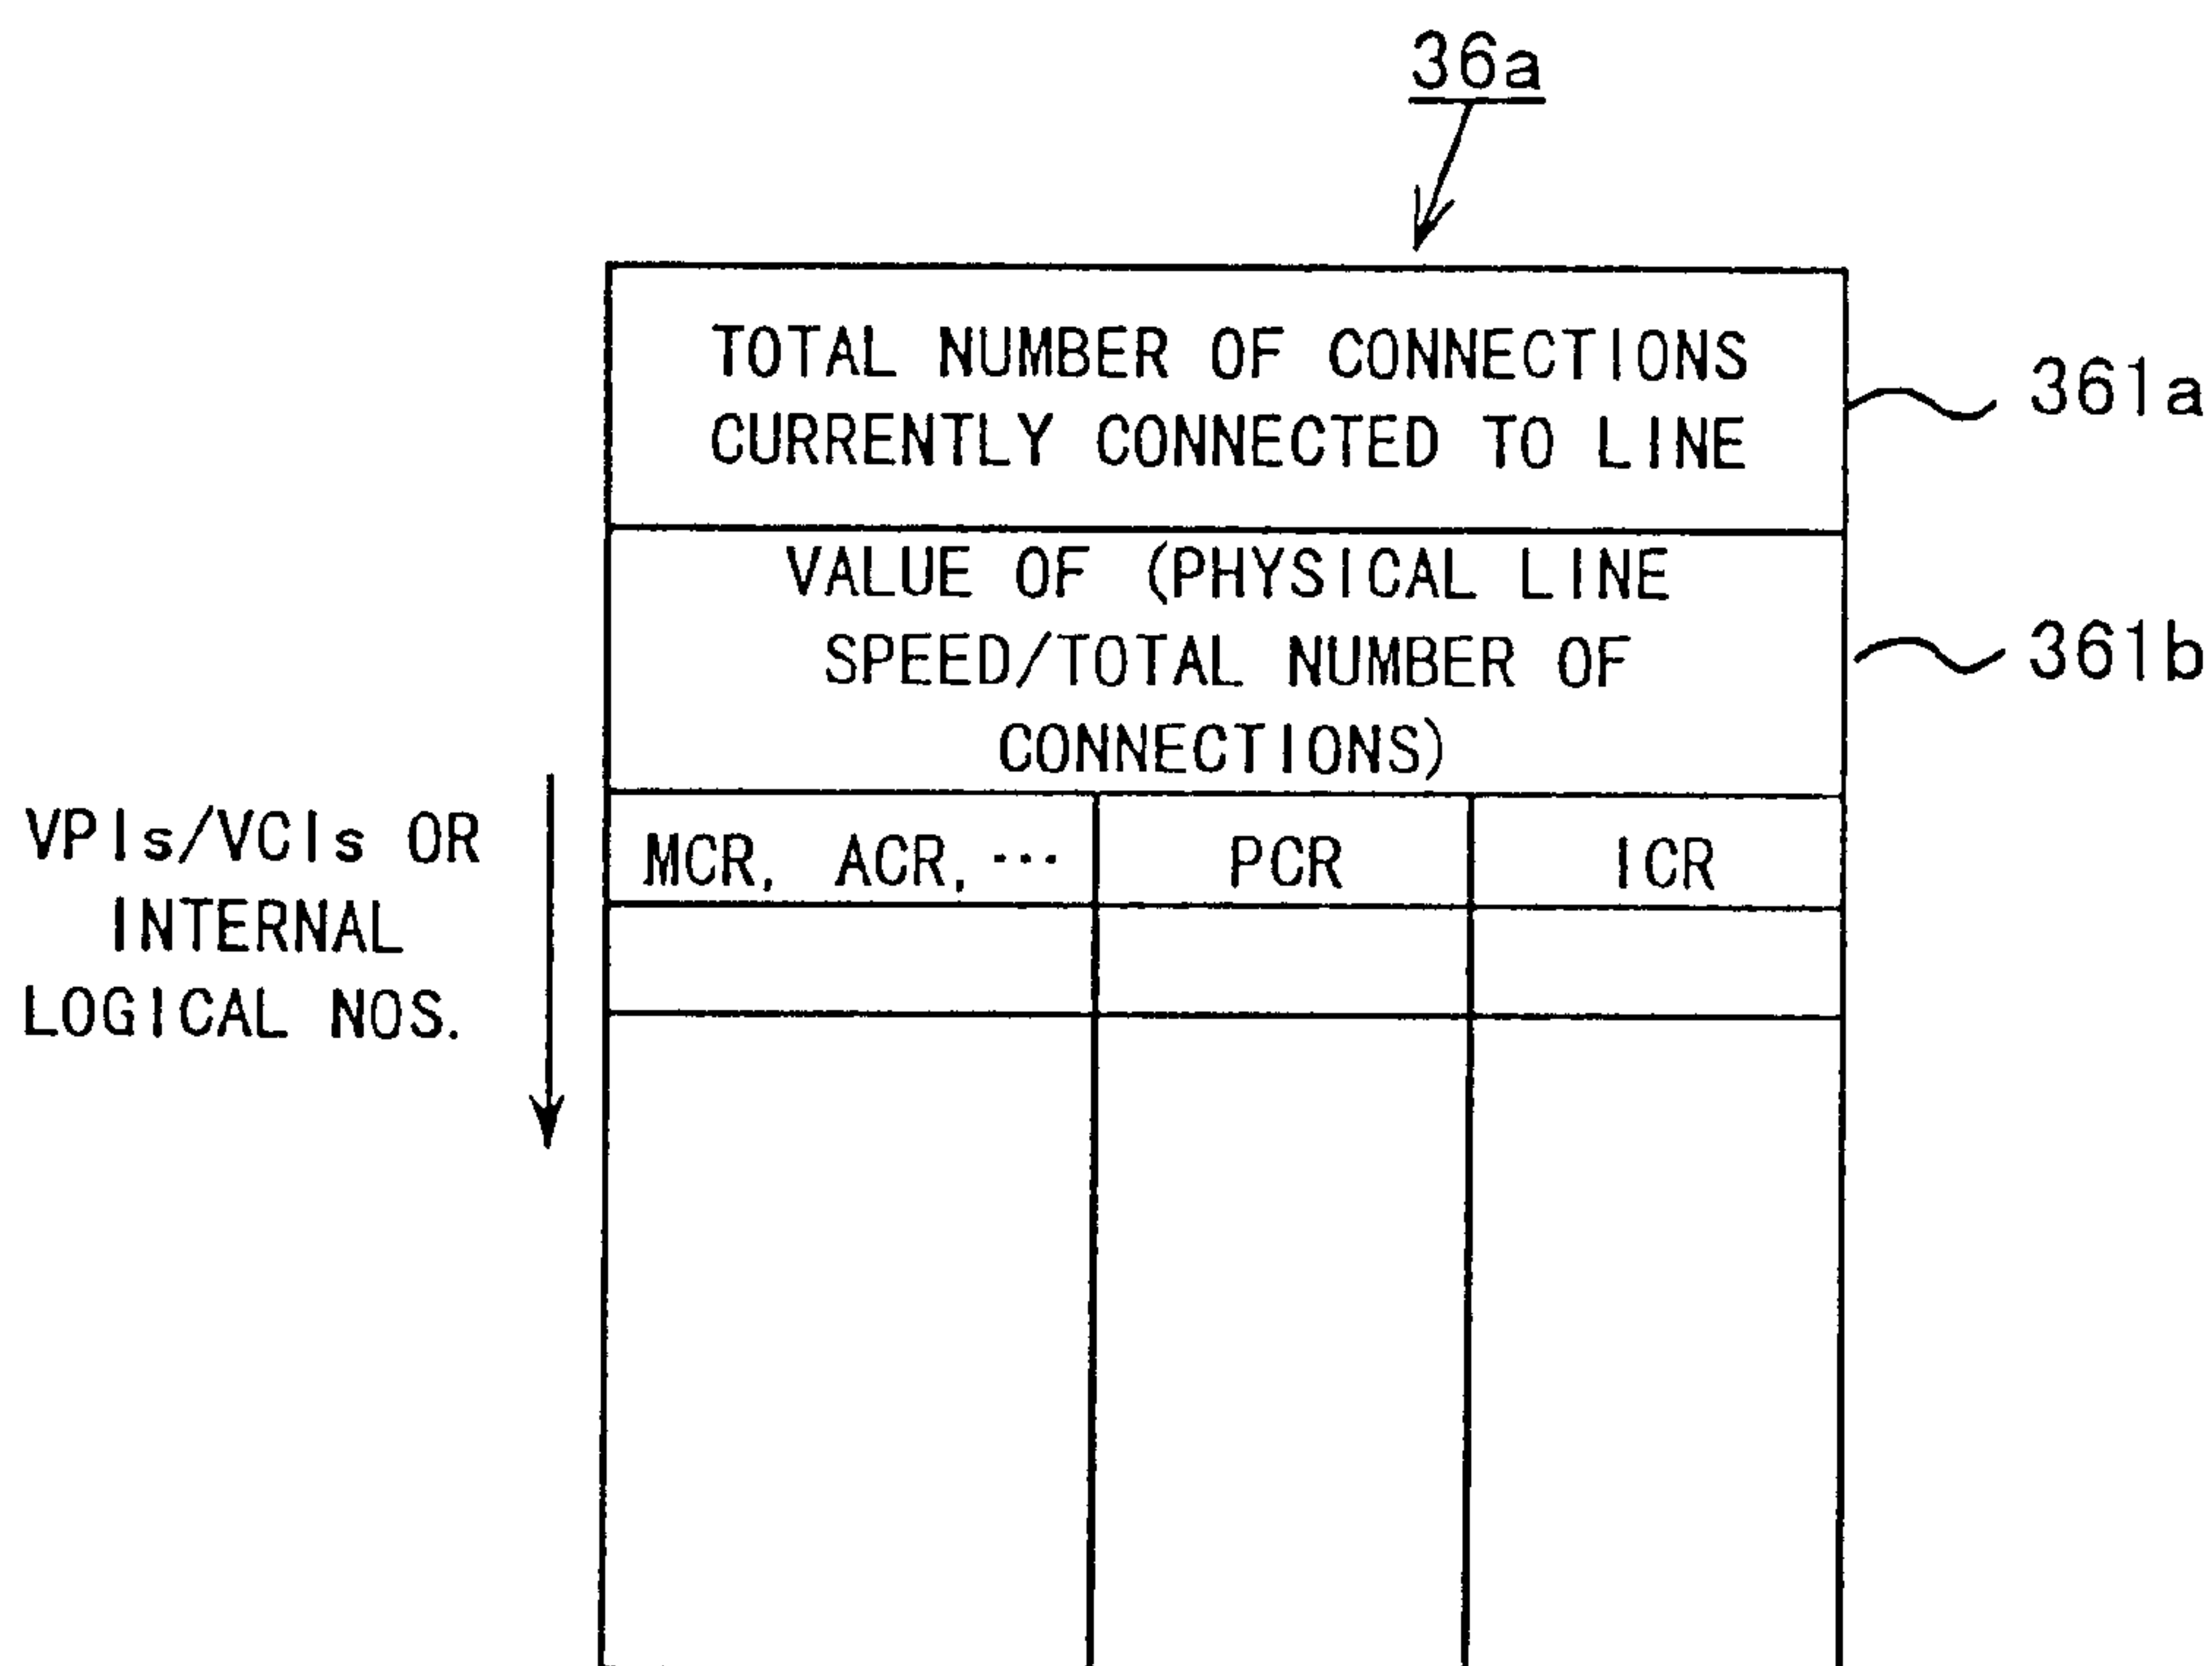 36a
TOTAL NUMBER OF CONNECTIONS
CURRENTLY CONNECTED TO LINE
361a
VALUE OF (PHYSICAL LINE
SPEED/TOTAL NUMBER OF
CONNECTIONS)
361b
VPIs/VCIs OR
INTERNAL
LOGICAL NOS.
MCR, ACR, ··· PCR ICR